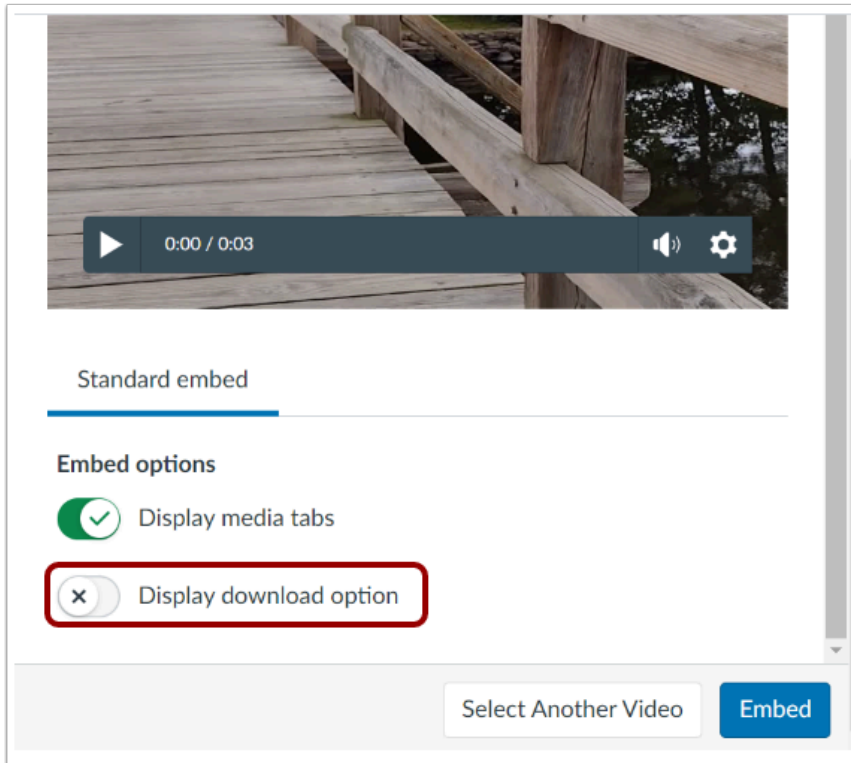 0:00 / 0:03
Standard embed
Embed options
Display media tabs
Display download option
Select Another Video Embed